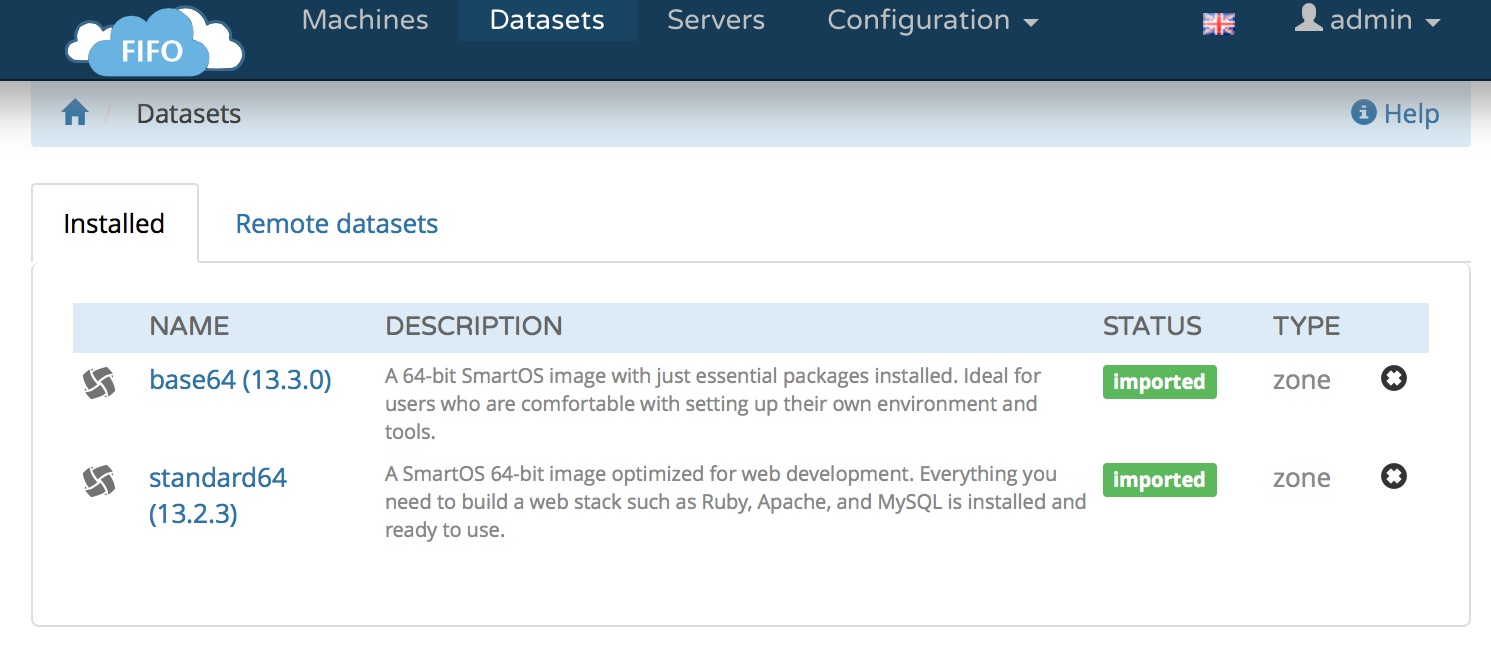 FIFO
Machines Datasets Servers Configuration admin
Datasets Help
Installed Remote datasets
NAME DESCRIPTION STATUS TYPE
base64 (13.3.0) A 64-bit SmartOS image with just essential packages installed. Ideal for imported zone
users who are comfortable with setting up their own environment and
tools.
standard64 A SmartOS 64-bit image optimized for web development. Everything you imported zone
(13.2.3) need to build a web stack such as Ruby, Apache, and MySQL is installed and
ready to use.